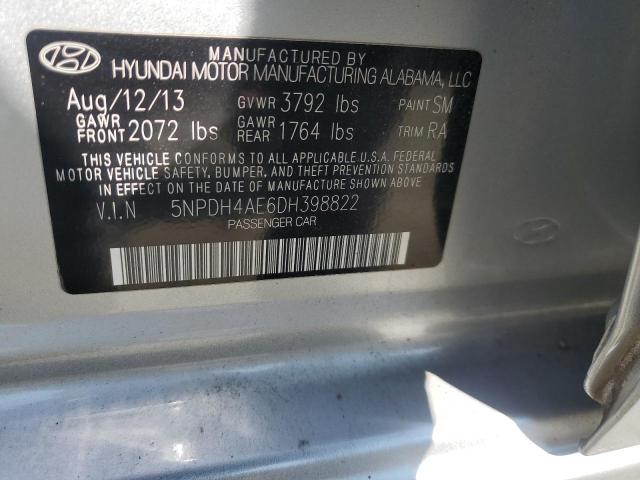 MANUFACTURED BY
HYUNDAI MOTOR MANUFACTURING ALABAMA, LLC
Aug/12/13 GVWR 3792 lbs PAINT SM
GAWR FRONT 2072 lbs GAWR REAR 1764 lbs TRIM RA
THIS VEHICLE CONFORMS TO ALL APPLICABLE U.S.A. FEDERAL
MOTOR VEHICLE SAFETY, BUMPER, AND THEFT PREVENTION STANDARDS
IN EFFECT ON THE DATE OF MANUFACTURE SHOWN ABOVE
V.I.N 5NPDH4AE6DH398822
PASSENGER CAR